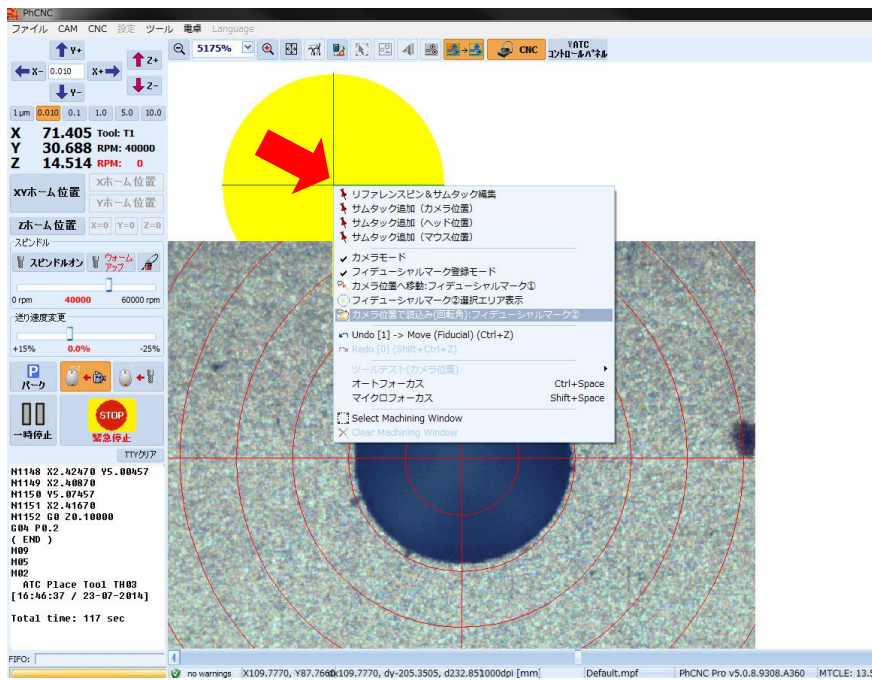 PhCNC
ファイル CAM CNC 設定 ツール 電卓 Language
Y+
X- 0.010 X+
Z+
Y-
Z-
5175%
CNC
ATC
コントロールパネル
1μm 0.010 0.1 1.0 5.0 10.0
X 71.405 Tool: T1
Y 30.688 RPM: 40000
Z 14.514 RPM: 0
XYホーム位置
Xホーム位置
Yホーム位置
Zホーム位置 X=0 Y=0 Z=0
スピンドル
スピンドルオン
ウォームアップ
0 rpm 40000 60000 rpm
送り速度変更
+15% 0.0% -25%
P
パーク
一時停止
STOP
緊急停止
TTYクリア
N1148 X2.42470 Y5.00457
N1149 X2.40870
N1150 Y5.07457
N1151 X2.41670
N1152 G0 Z0.10000
G04 P0.2
( END )
M09
M05
M02
ATC Place Tool TH03
[16:46:37 / 23-07-2014]
Total time: 117 sec
FIFO:
リファレンスピン&サムタック編集
サムタック追加 (カメラ位置)
サムタック追加 (ヘッド位置)
サムタック追加 (マウス位置)
カメラモード
フィデューシャルマーク登録モード
カメラ位置へ移動:フィデューシャルマーク①
フィデューシャルマーク②選択エリア表示
カメラ位置で読込み(回転角):フィデューシャルマーク②
Undo [1] -> Move (Fiducial) (Ctrl+Z)
Redo [0] (Shift+Ctrl+Z)
ツールテスト(カメラ位置)
オートフォーカス Ctrl+Space
マイクロフォーカス Shift+Space
Select Machining Window
Clear Machining Window
no warnings X109.7770, Y87.7660 109.7770, dy-205.3505, d232.851 1000dpi [mm] Default.mpf PhCNC Pro v5.0.8.9308.A360 MTCLE: 13.5